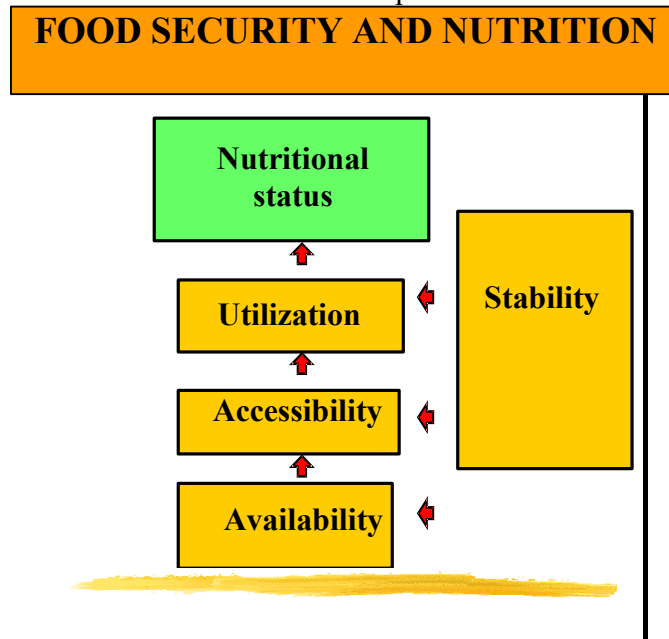 FOOD SECURITY AND NUTRITION
Nutritional
status
Utilization
Stability
Accessibility
Availability